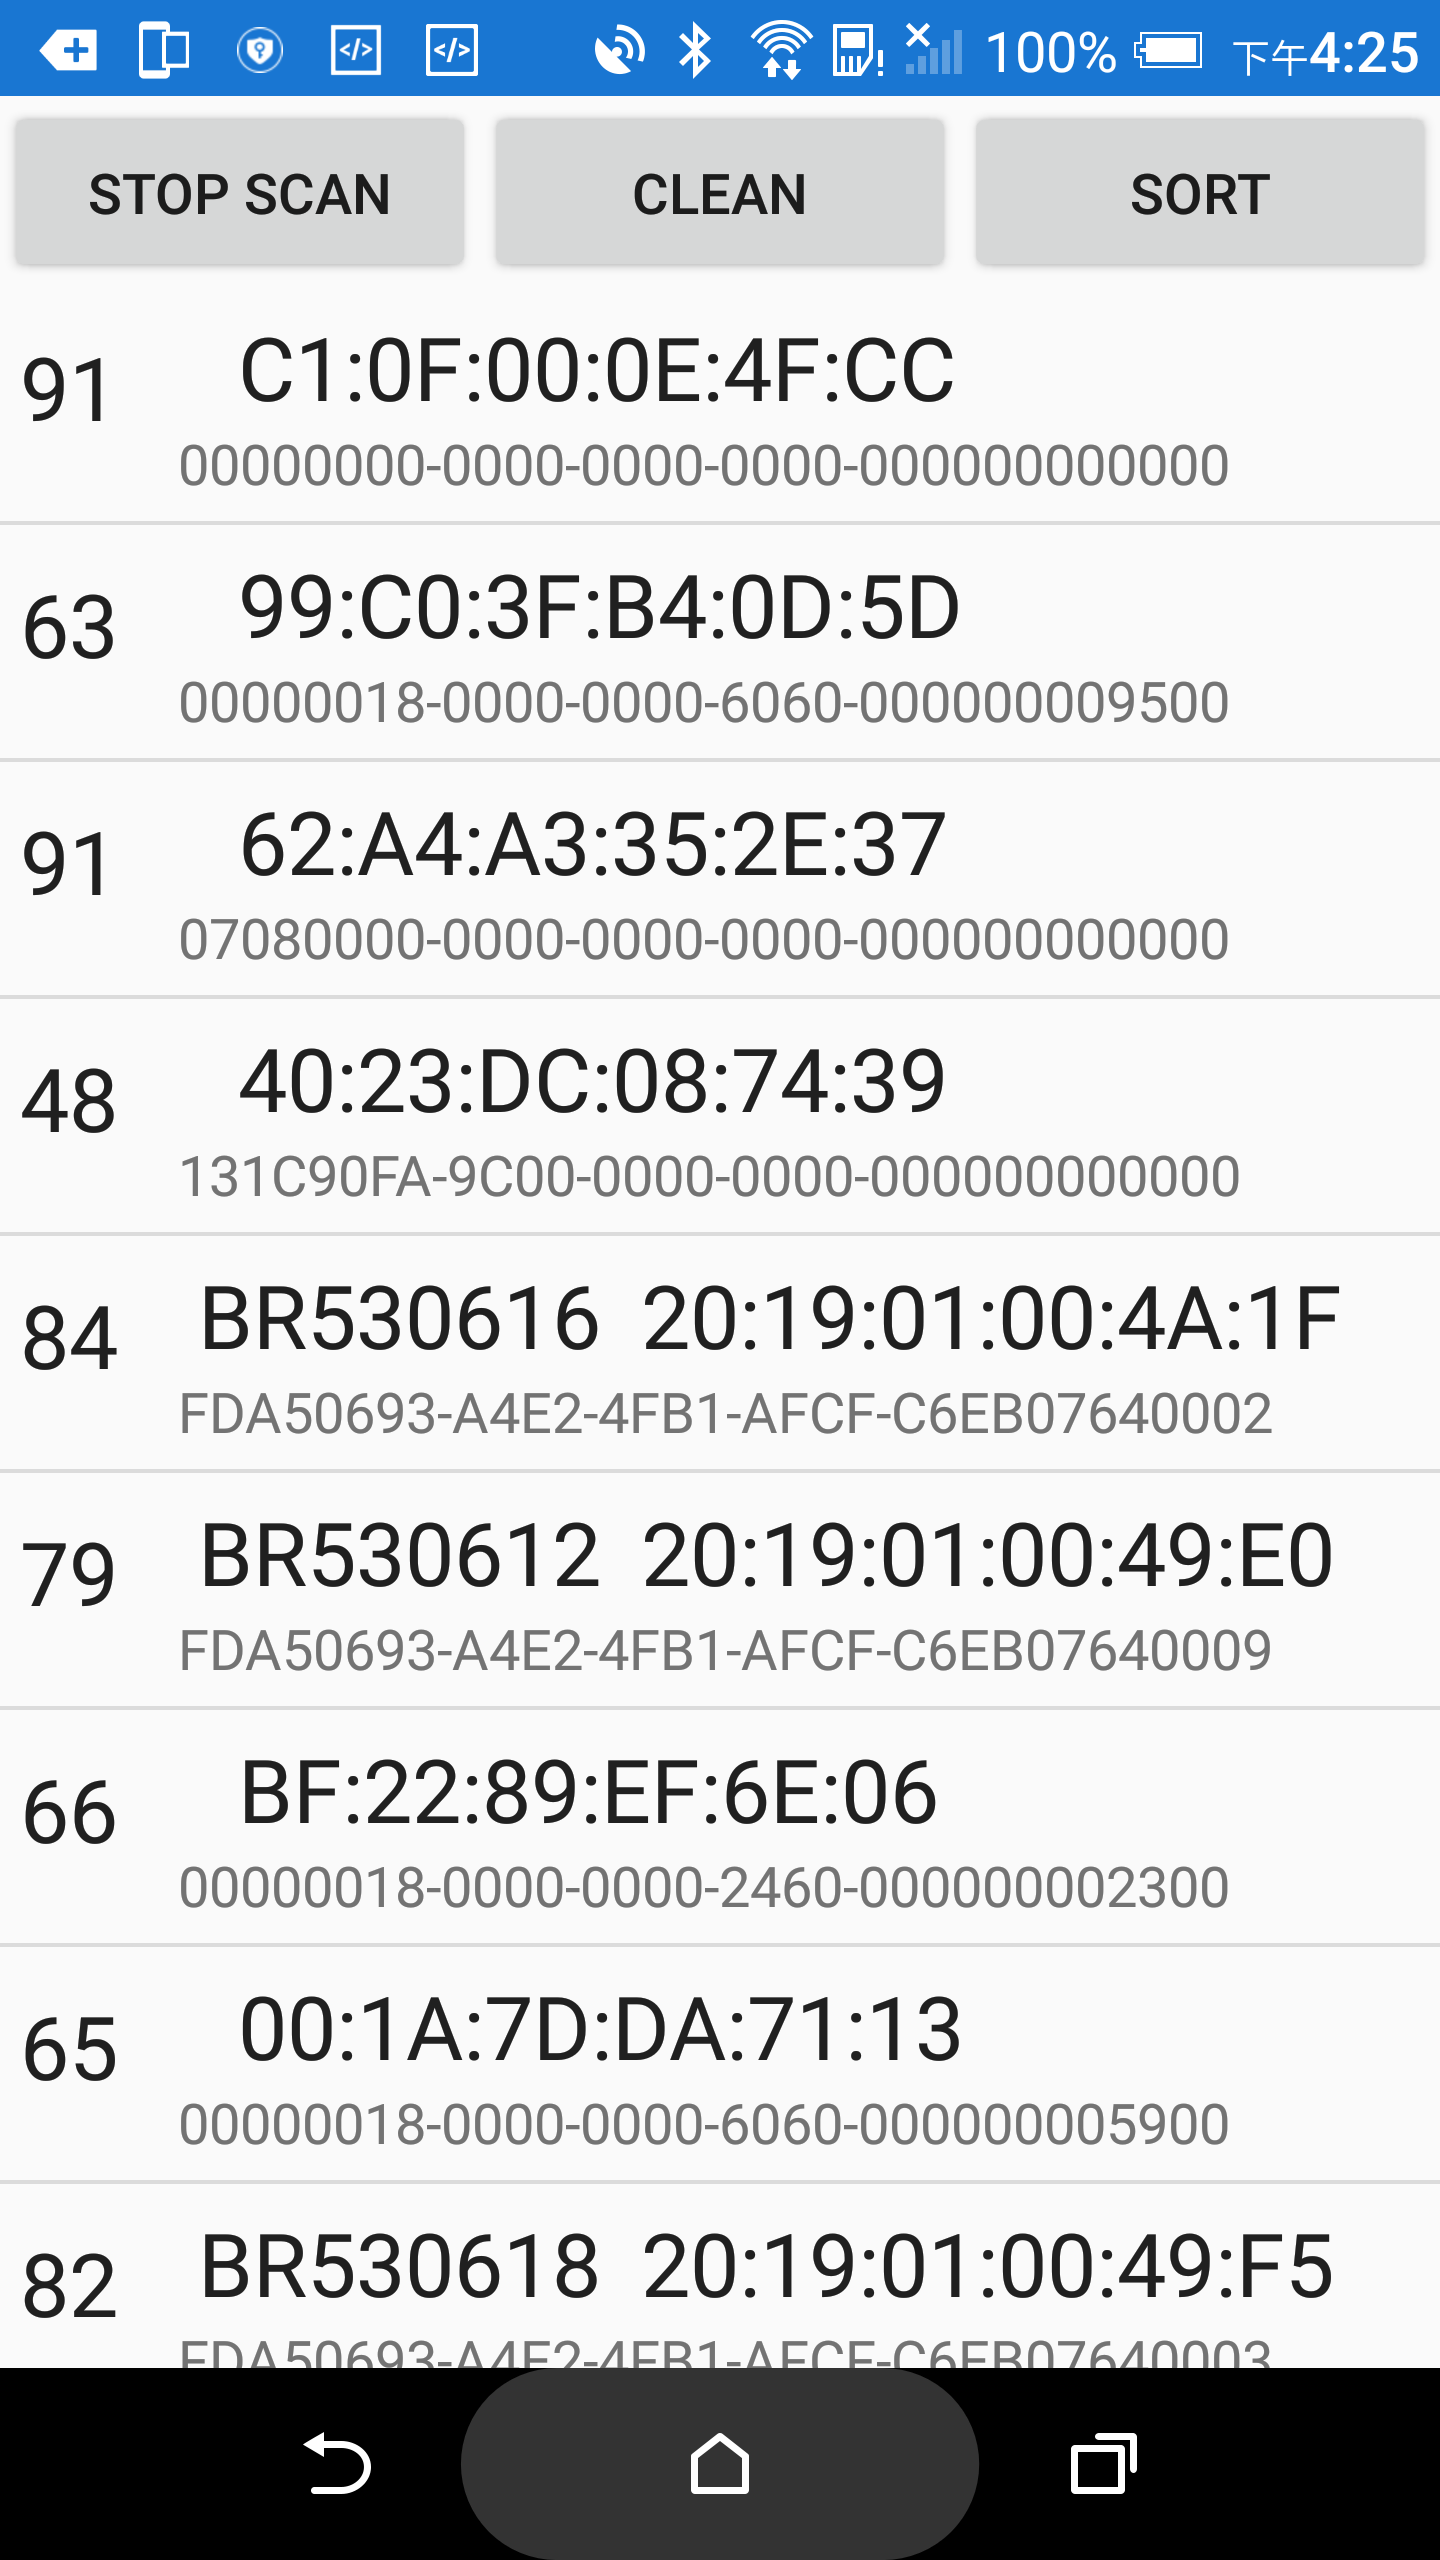 100% 下午4:25
STOP SCAN CLEAN SORT
91 C1:0F:00:0E:4F:CC
00000000-0000-0000-0000-000000000000
63 99:C0:3F:B4:0D:5D
00000018-0000-0000-6060-000000009500
91 62:A4:A3:35:2E:37
07080000-0000-0000-0000-000000000000
48 40:23:DC:08:74:39
131C90FA-9C00-0000-0000-000000000000
84 BR530616 20:19:01:00:4A:1F
FDA50693-A4E2-4FB1-AFCF-C6EB07640002
79 BR530612 20:19:01:00:49:E0
FDA50693-A4E2-4FB1-AFCF-C6EB07640009
66 BF:22:89:EF:6E:06
00000018-0000-0000-2460-000000002300
65 00:1A:7D:DA:71:13
00000018-0000-0000-6060-000000005900
82 BR530618 20:19:01:00:49:F5
FDA50693-A4E2-4FB1-AFCF-C6EB07640003